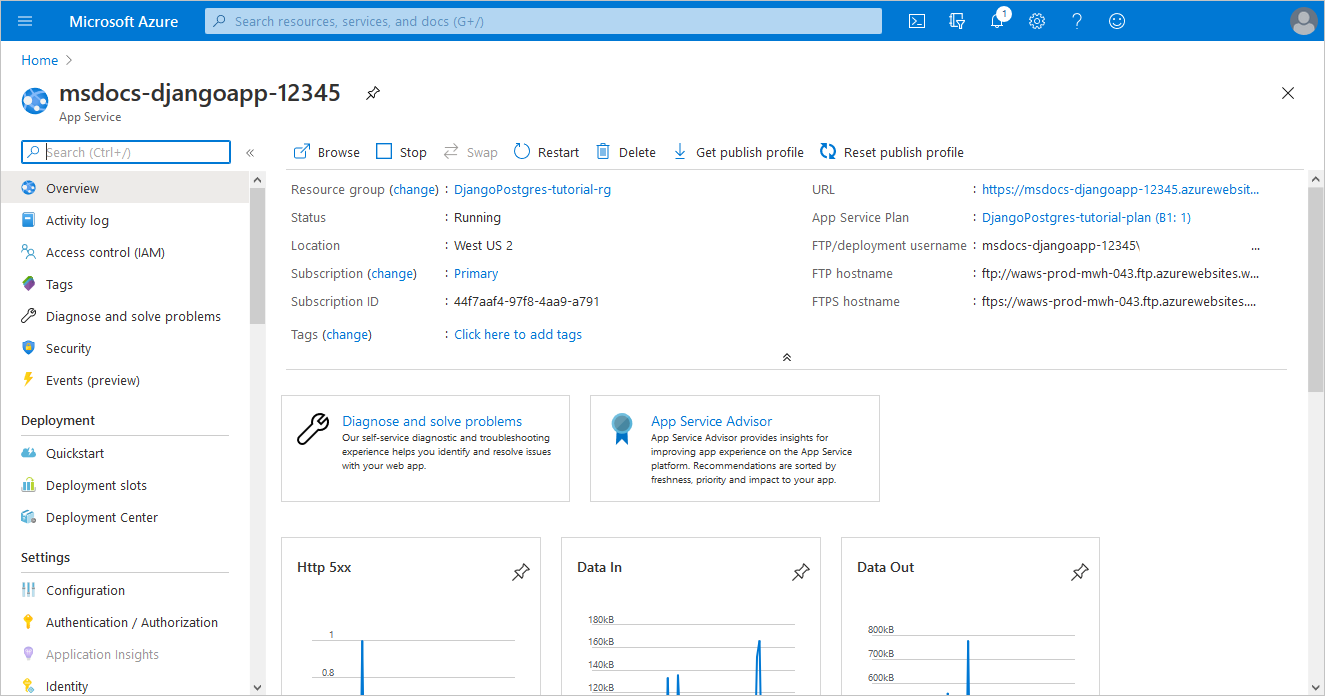 Microsoft Azure
Search resources, services, and docs (G+/)
1
Home
msdocs-djangoapp-12345
App Service
Search (Ctrl+/)
«
Overview
Activity log
Access control (IAM)
Tags
Diagnose and solve problems
Security
Events (preview)
Deployment
Quickstart
Deployment slots
Deployment Center
Settings
Configuration
Authentication / Authorization
Application Insights
Identity
Browse
Stop
Swap
Restart
Delete
Get publish profile
Reset publish profile
Resource group (change) : DjangoPostgres-tutorial-rg
Status : Running
Location : West US 2
Subscription (change) : Primary
Subscription ID : 44f7aaf4-97f8-4aa9-a791
Tags (change) : Click here to add tags
URL : https://msdocs-djangoapp-12345.azurewebsit...
App Service Plan : DjangoPostgres-tutorial-plan (B1: 1)
FTP/deployment username : msdocs-djangoapp-12345\ ...
FTP hostname : ftp://waws-prod-mwh-043.ftp.azurewebsites.w...
FTPS hostname : ftps://waws-prod-mwh-043.ftp.azurewebsites....
Diagnose and solve problems
Our self-service diagnostic and troubleshooting
experience helps you identify and resolve issues
with your web app.
App Service Advisor
App Service Advisor provides insights for
improving app experience on the App Service
platform. Recommendations are sorted by
freshness, priority and impact to your app.
Http 5xx
1
0.8
Data In
180kB
160kB
140kB
120kB
Data Out
800kB
700kB
600kB